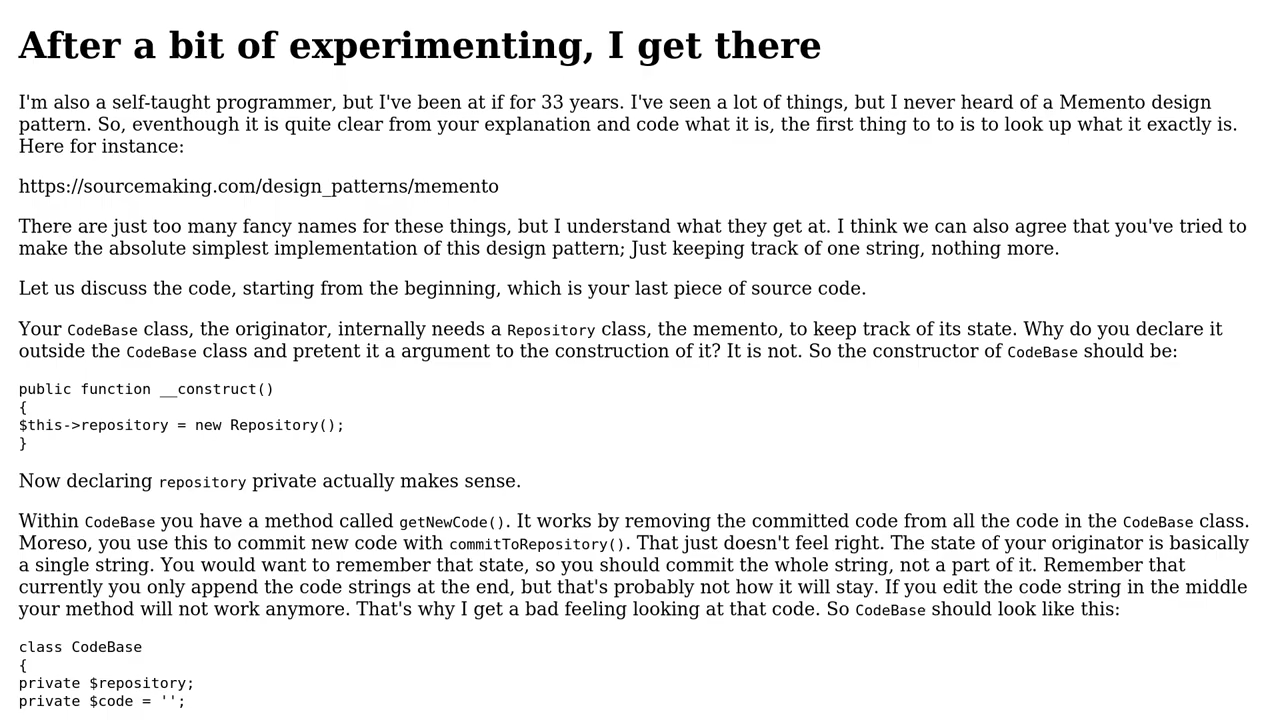 After a bit of experimenting, I get there
I'm also a self-taught programmer, but I've been at if for 33 years. I've seen a lot of things, but I never heard of a Memento design
pattern. So, eventhough it is quite clear from your explanation and code what it is, the first thing to to is to look up what it exactly is.
Here for instance:
https://sourcemaking.com/design_patterns/memento
There are just too many fancy names for these things, but I understand what they get at. I think we can also agree that you've tried to
make the absolute simplest implementation of this design pattern; Just keeping track of one string, nothing more.
Let us discuss the code, starting from the beginning, which is your last piece of source code.
Your CodeBase class, the originator, internally needs a Repository class, the memento, to keep track of its state. Why do you declare it
outside the CodeBase class and pretent it a argument to the construction of it? It is not. So the constructor of CodeBase should be:
public function __construct()
{
$this->repository = new Repository();
}
Now declaring repository private actually makes sense.
Within CodeBase you have a method called getNewCode(). It works by removing the committed code from all the code in the CodeBase class.
Moreso, you use this to commit new code with commitToRepository(). That just doesn't feel right. The state of your originator is basically
a single string. You would want to remember that state, so you should commit the whole string, not a part of it. Remember that
currently you only append the code strings at the end, but that's probably not how it will stay. If you edit the code string in the middle
your method will not work anymore. That's why I get a bad feeling looking at that code. So CodeBase should look like this:
class CodeBase
{
private $repository;
private $code = '';